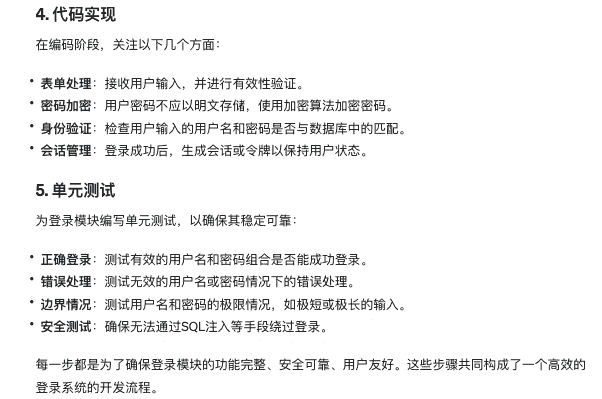 4. 代码实现
在编码阶段，关注以下几个方面：
• 表单处理：接收用户输入，并进行有效性验证。
• 密码加密：用户密码不应以明文存储，使用加密算法加密密码。
• 身份验证：检查用户输入的用户名和密码是否与数据库中的匹配。
• 会话管理：登录成功后，生成会话或令牌以保持用户状态。
5. 单元测试
为登录模块编写单元测试，以确保其稳定可靠：
• 正确登录：测试有效的用户名和密码组合是否能成功登录。
• 错误处理：测试无效的用户名或密码情况下的错误处理。
• 边界情况：测试用户名和密码的极限情况，如极短或极长的输入。
• 安全测试：确保无法通过SQL注入等手段绕过登录。
每一步都是为了确保登录模块的功能完整、安全可靠、用户友好。这些步骤共同构成了一个高效的
登录系统的开发流程。